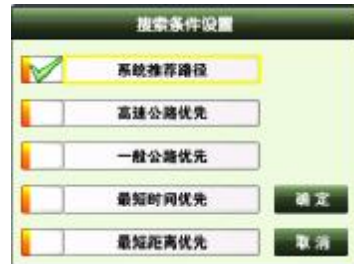 搜索条件设置
系统推荐路径
高速公路优先
一般公路优先
最短时间优先
确定
最短距离优先
取消